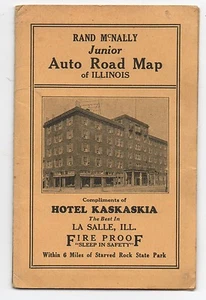 RAND McNALLY
Junior
Auto Road Map
of ILLINOIS
Compliments of
HOTEL KASKASKIA
The Best in
LA SALLE, ILL.
FIRE PROOF
"SLEEP IN SAFETY"
Within 6 Miles of Starved Rock State Park